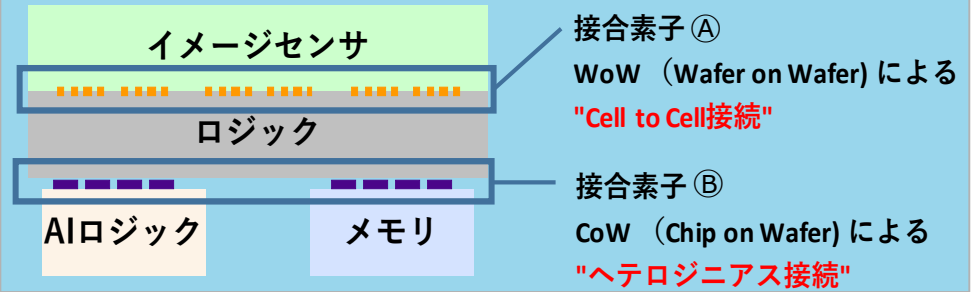 イメージセンサ
ロジック
AIロジック
メモリ
接合素子 Ⓐ
WoW （Wafer on Wafer) による
"Cell to Cell接続"
接合素子 Ⓑ
CoW （Chip on Wafer) による
"ヘテロジニアス接続"